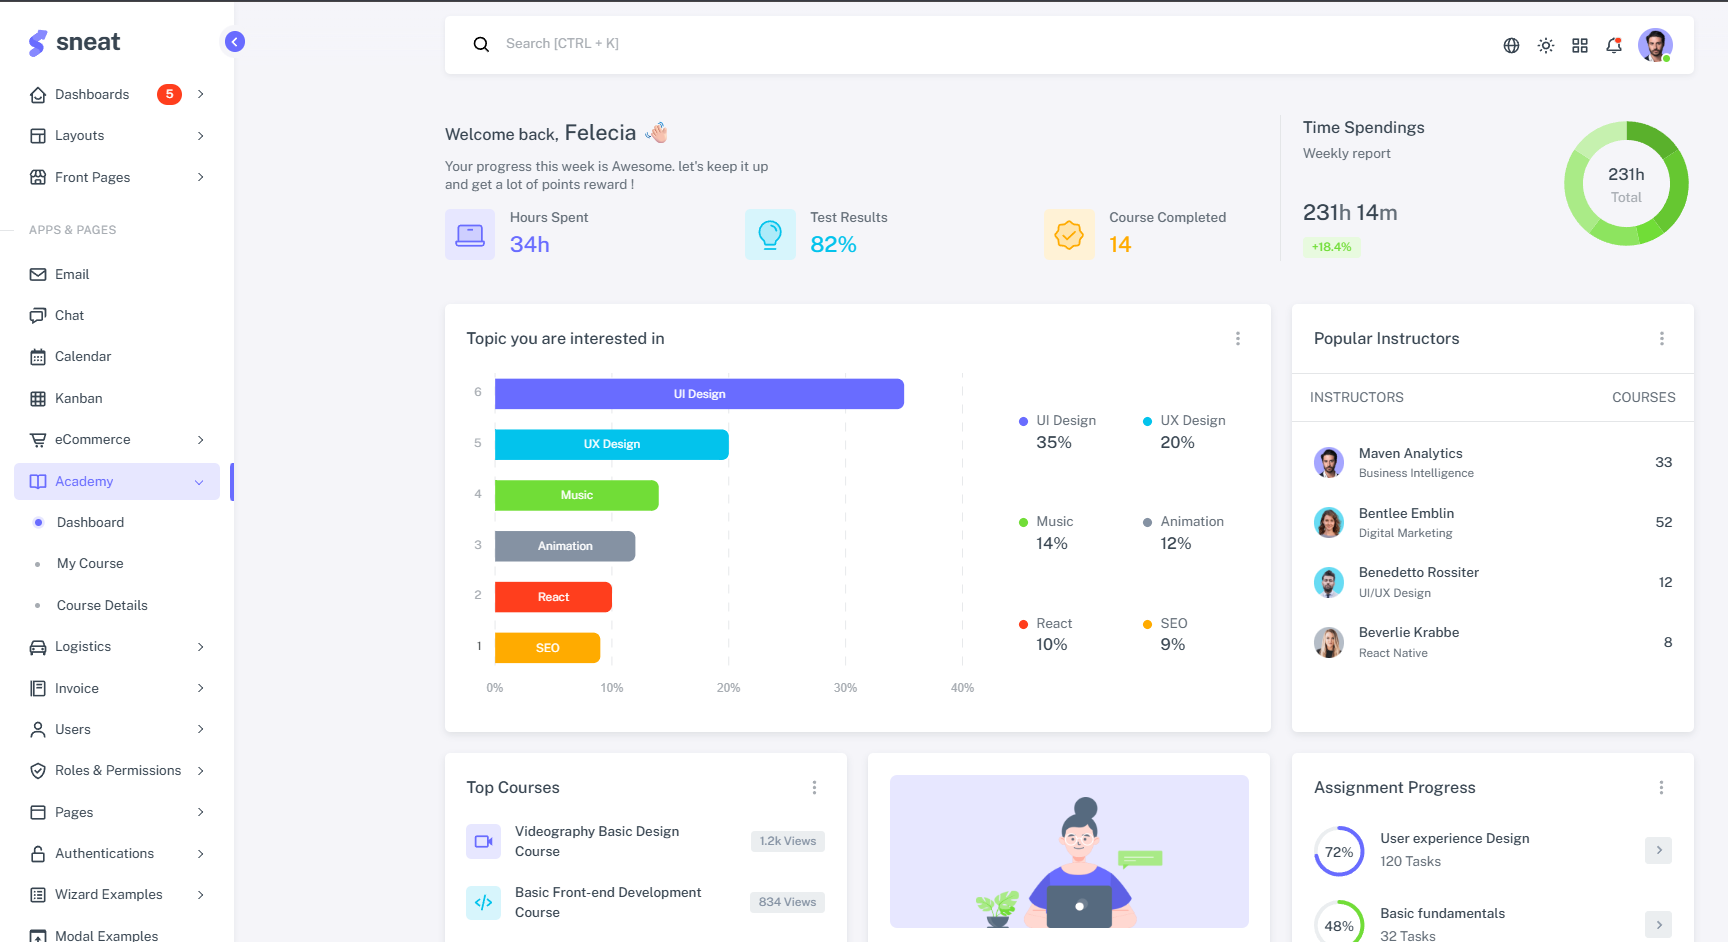 sneat
Dashboards 5
Layouts
Front Pages
APPS & PAGES
Email
Chat
Calendar
Kanban
eCommerce
Academy
Dashboard
My Course
Course Details
Logistics
Invoice
Users
Roles & Permissions
Pages
Authentications
Wizard Examples
Modal Examples
Search [CTRL + K]
Welcome back, Felecia
Your progress this week is Awesome. let's keep it up
and get a lot of points reward !
Hours Spent
34h
Test Results
82%
Course Completed
14
Time Spendings
Weekly report
231h 14m
+18.4%
231h
Total
Topic you are interested in
6 UI Design
5 UX Design
4 Music
3 Animation
2 React
1 SEO
0% 10% 20% 30% 40%
UI Design
35%
UX Design
20%
Music
14%
Animation
12%
React
10%
SEO
9%
Popular Instructors
INSTRUCTORS COURSES
Maven Analytics
Business Intelligence
33
Bentlee Emblin
Digital Marketing
52
Benedetto Rossiter
UI/UX Design
12
Beverlie Krabbe
React Native
8
Top Courses
Videography Basic Design
Course
1.2k Views
Basic Front-end Development
Course
834 Views
Assignment Progress
72%
User experience Design
120 Tasks
48%
Basic fundamentals
32 Tasks